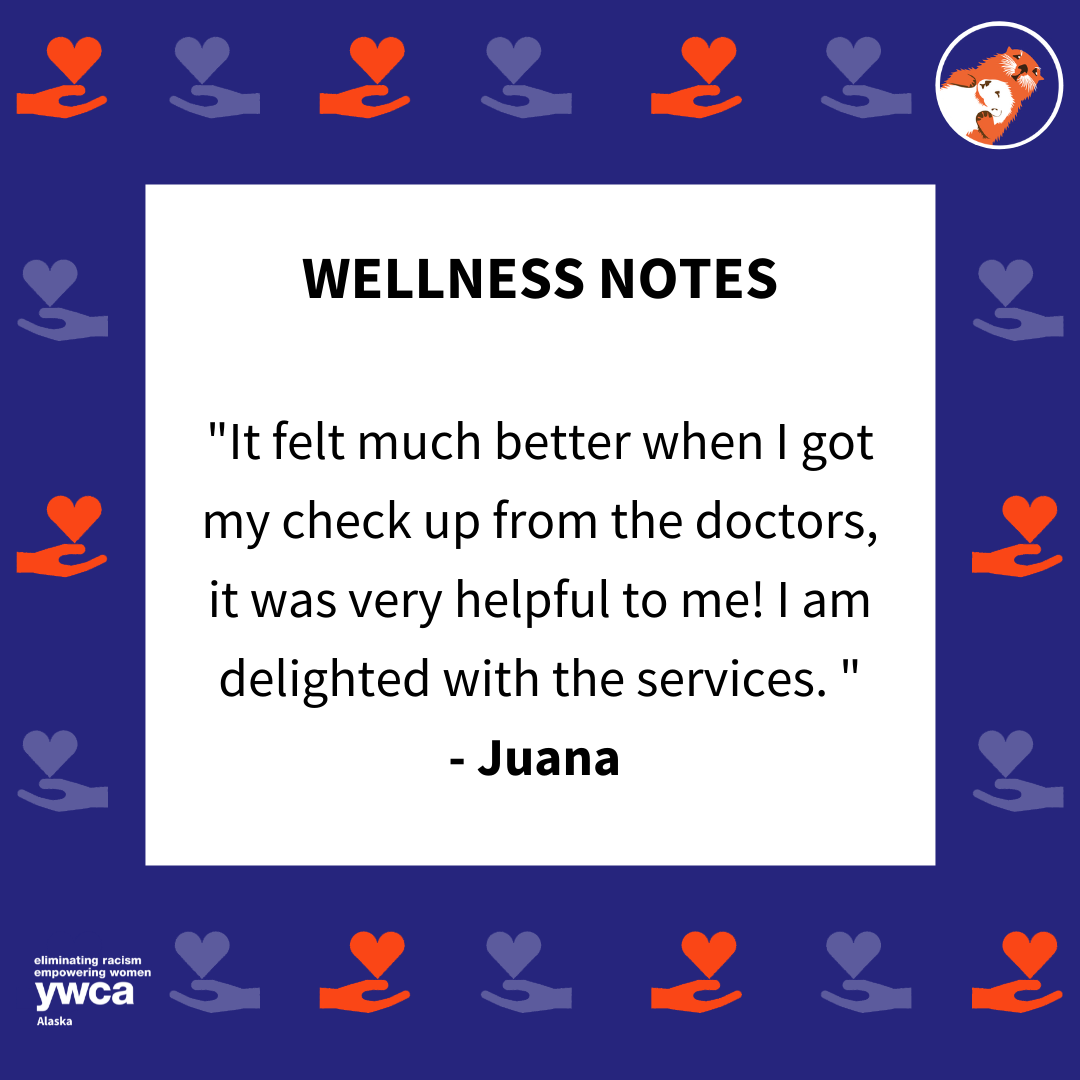 WELLNESS NOTES
"It felt much better when I got
my check up from the doctors,
it was very helpful to me! I am
delighted with the services. "
- Juana
eliminating racism
empowering women
ywca
Alaska